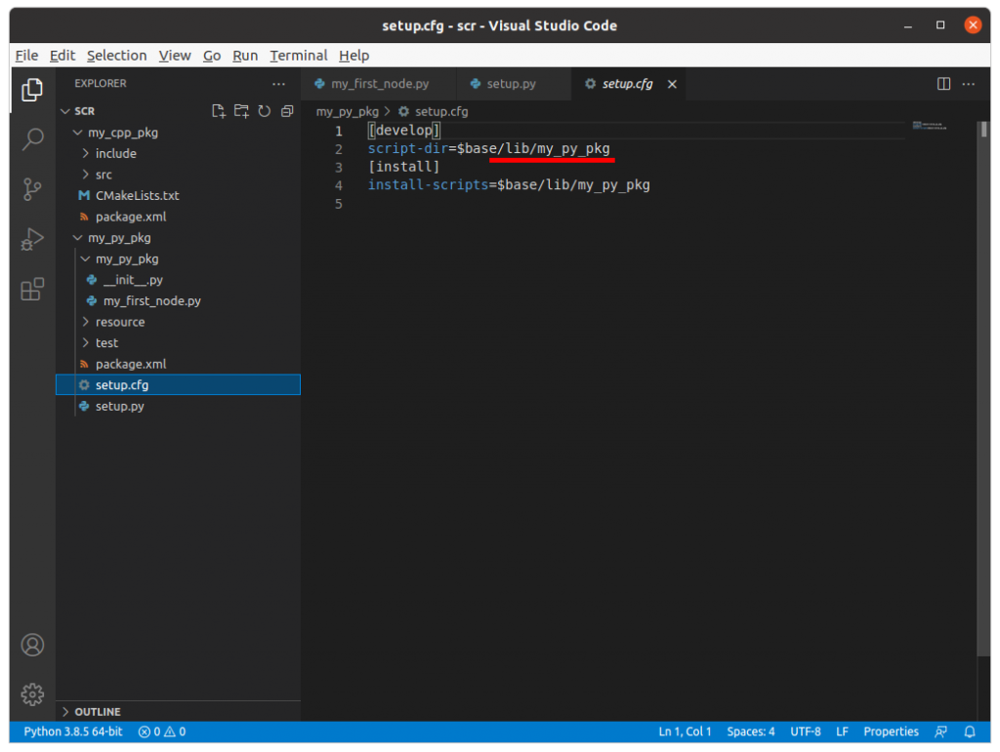 setup.cfg - scr - Visual Studio Code
File Edit Selection View Go Run Terminal Help
EXPLORER
SCR
my_cpp_pkg
include
src
CMakeLists.txt
package.xml
my_py_pkg
my_py_pkg
__init__.py
my_first_node.py
resource
test
package.xml
setup.cfg
setup.py
OUTLINE
my_first_node.py setup.py setup.cfg
my_py_pkg > setup.cfg
1 [develop]
2 script-dir=$base/lib/my_py_pkg
3 [install]
4 install-scripts=$base/lib/my_py_pkg
5
Python 3.8.5 64-bit 0 0 Ln 1, Col 1 Spaces: 4 UTF-8 LF Properties